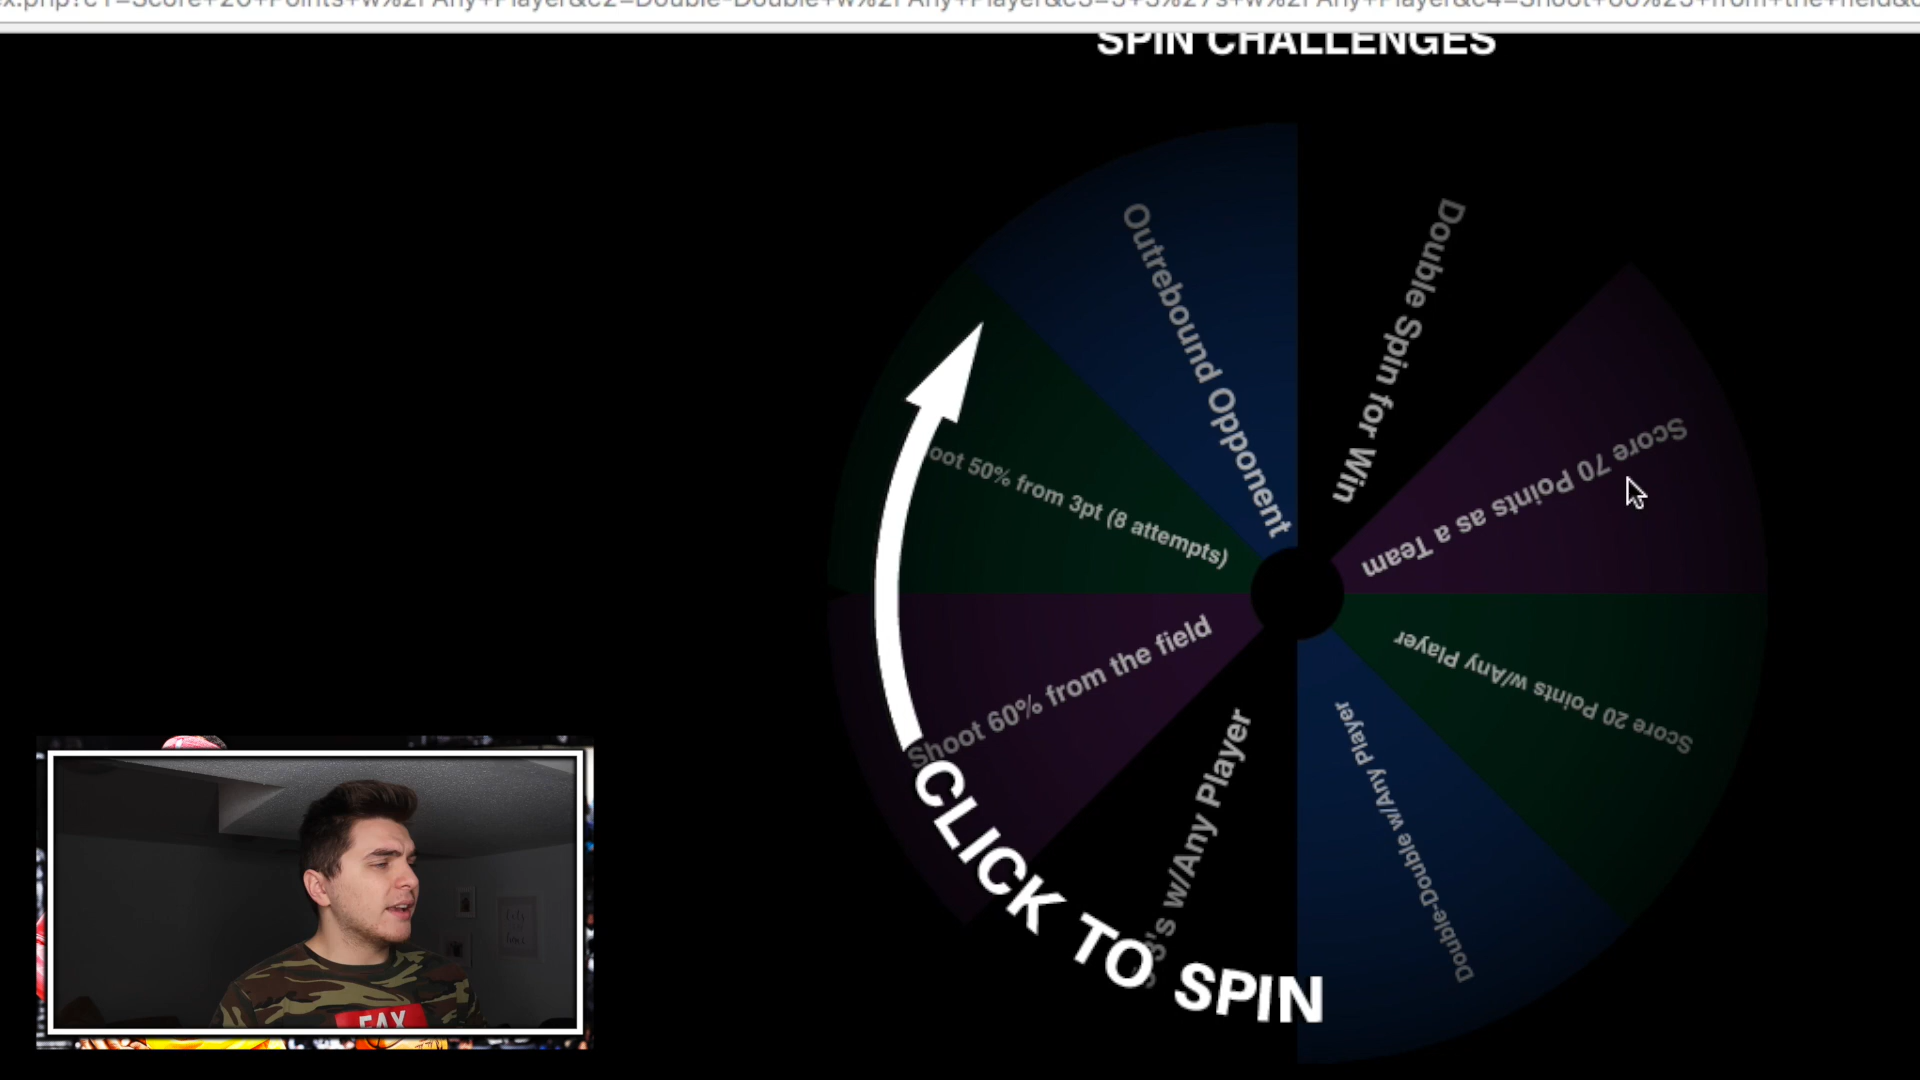 SPIN CHALLENGES
Outrebound Opponent
Double Spin for Win
Score 70 Points as a Team
Score 20 Points w/Any Player
Double-Double w/Any Player
3's w/Any Player
Shoot 60% from the field
50% from 3pt (8 attempts)
CLICK TO SPIN